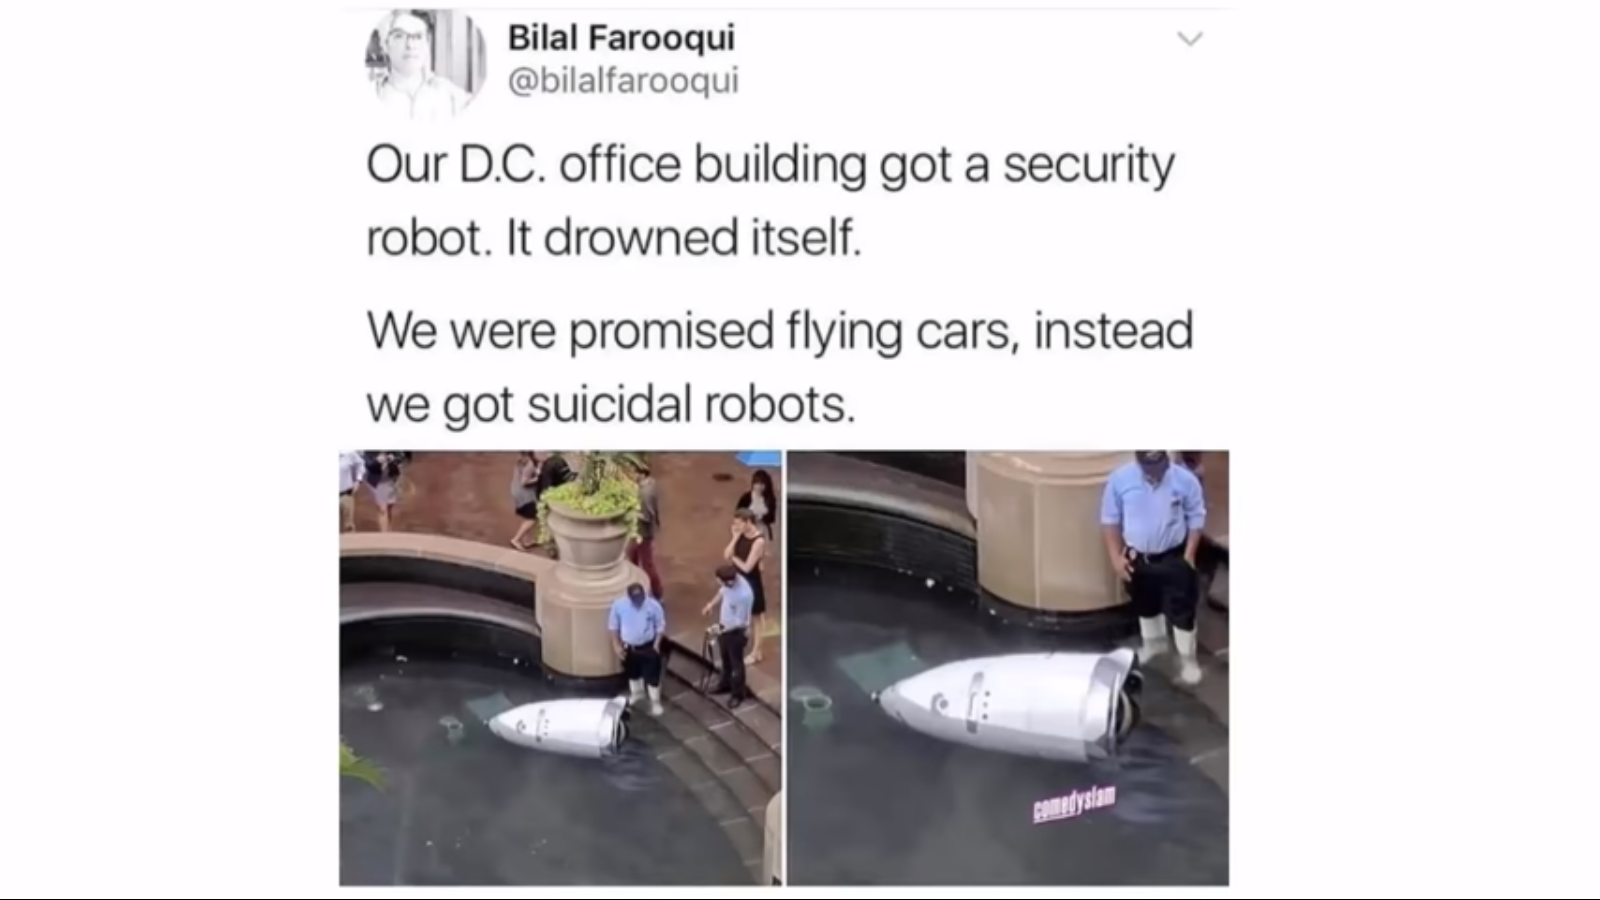 Bilal Farooqui
@bilalfarooqui
Our D.C. office building got a security
robot. It drowned itself.
We were promised flying cars, instead
we got suicidal robots.
comedyslam